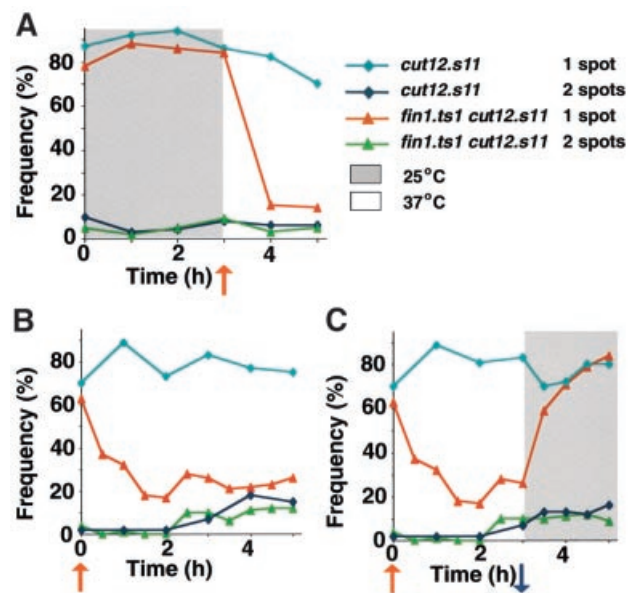 A
Frequency (%)
80
60
40
20
0
0 2 4
Time (h)
cut12.s11 1 spot
cut12.s11 2 spots
fin1.ts1 cut12.s11 1 spot
fin1.ts1 cut12.s11 2 spots
25°C
37°C
B
Frequency (%)
80
60
40
20
0
0 2 4
Time (h)
C
Frequency (%)
80
60
40
20
0
0 2 4
Time (h)